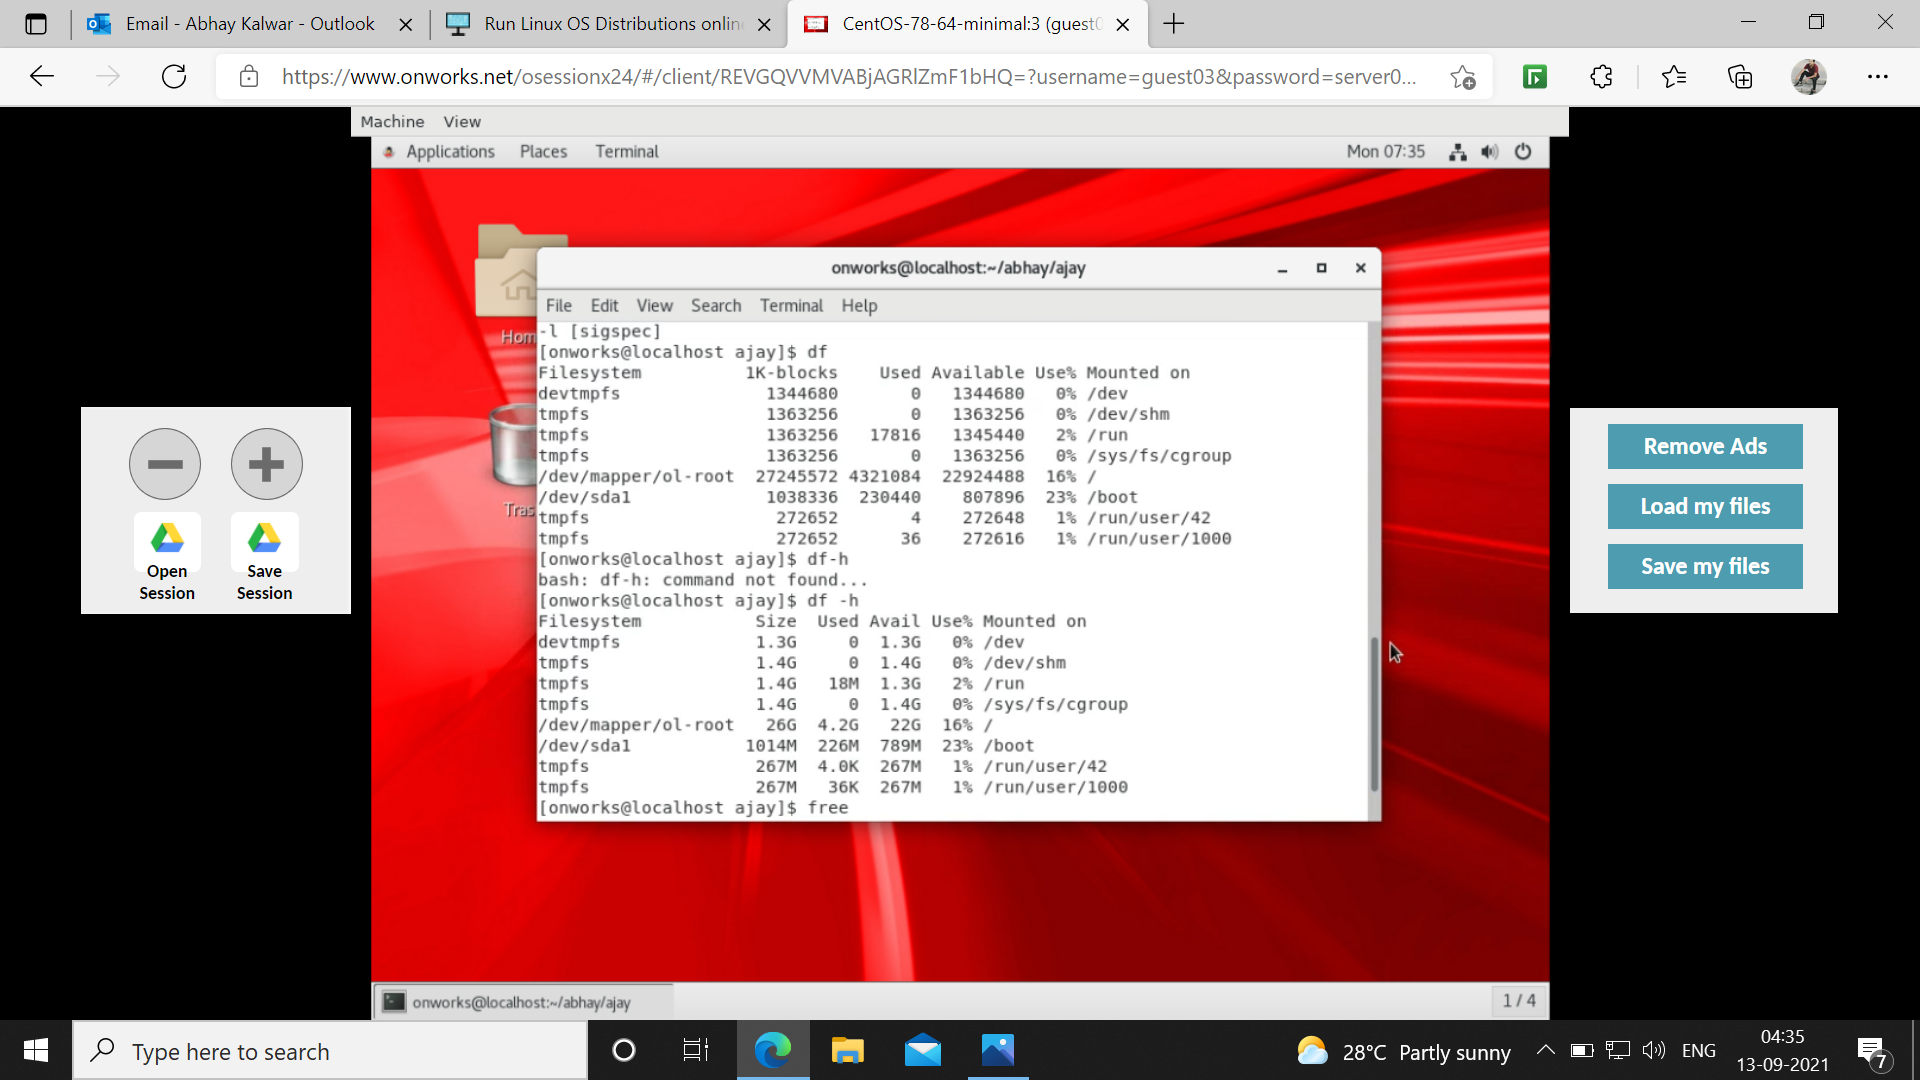 Email - Abhay Kalwar - Outlook
Run Linux OS Distributions onlin
CentOS-78-64-minimal:3 (guest0
https://www.onworks.net/osessionx24/#/client/REVGQVVMVABjAGRlZmF1bHQ=?username=guest03&password=server0...
Machine View
Applications Places Terminal Mon 07:35
Hom
Tras
onworks@localhost:~/abhay/ajay
File Edit View Search Terminal Help
-l [sigspec]
[onworks@localhost ajay]$ df
Filesystem 1K-blocks Used Available Use% Mounted on
devtmpfs 1344680 0 1344680 0% /dev
tmpfs 1363256 0 1363256 0% /dev/shm
tmpfs 1363256 17816 1345440 2% /run
tmpfs 1363256 0 1363256 0% /sys/fs/cgroup
/dev/mapper/ol-root 27245572 4321084 22924488 16% /
/dev/sda1 1038336 230440 807896 23% /boot
tmpfs 272652 4 272648 1% /run/user/42
tmpfs 272652 36 272616 1% /run/user/1000
[onworks@localhost ajay]$ df-h
bash: df-h: command not found...
[onworks@localhost ajay]$ df -h
Filesystem Size Used Avail Use% Mounted on
devtmpfs 1.3G 0 1.3G 0% /dev
tmpfs 1.4G 0 1.4G 0% /dev/shm
tmpfs 1.4G 18M 1.3G 2% /run
tmpfs 1.4G 0 1.4G 0% /sys/fs/cgroup
/dev/mapper/ol-root 26G 4.2G 22G 16% /
/dev/sda1 1014M 226M 789M 23% /boot
tmpfs 267M 4.0K 267M 1% /run/user/42
tmpfs 267M 36K 267M 1% /run/user/1000
[onworks@localhost ajay]$ free
Open Session
Save Session
Remove Ads
Load my files
Save my files
onworks@localhost:~/abhay/ajay
1 / 4
Type here to search
28°C Partly sunny
ENG
04:35
13-09-2021
7